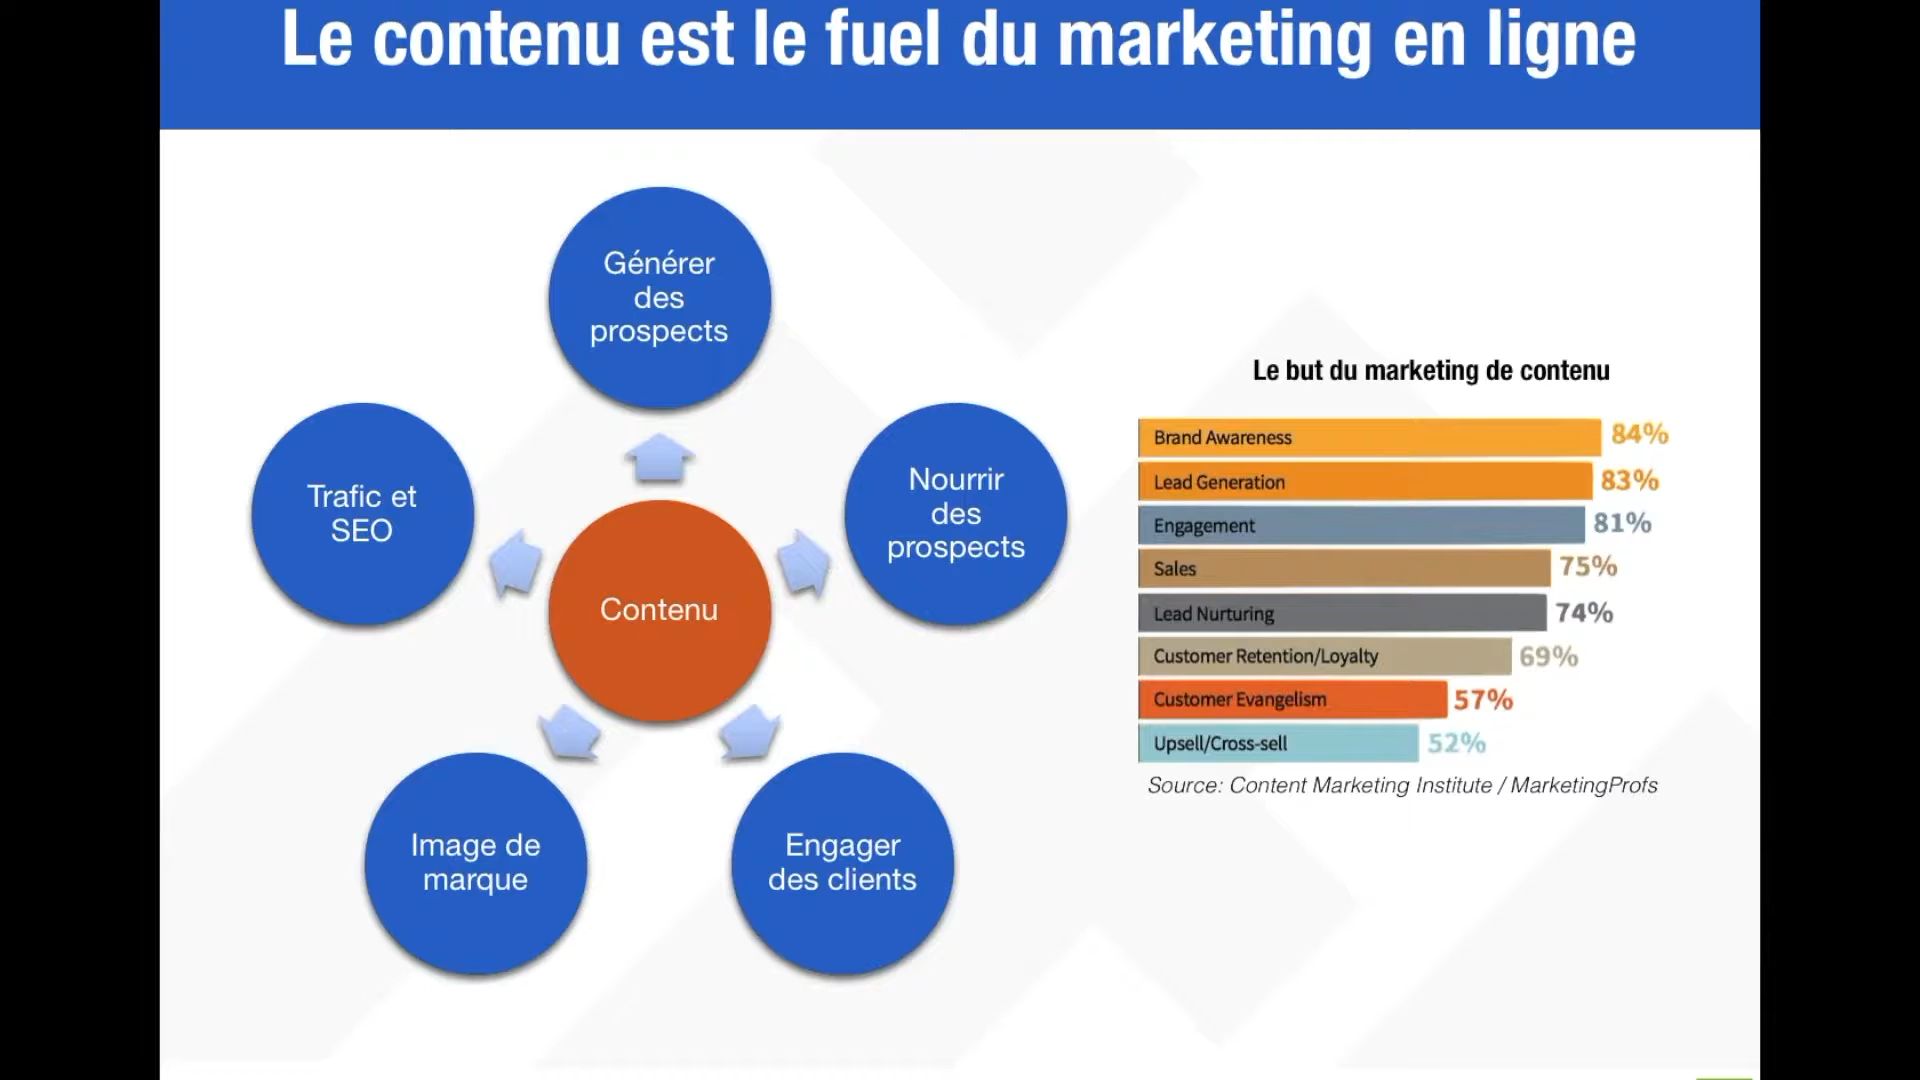 Le contenu est le fuel du marketing en ligne
Générer
des
prospects
Trafic et
SEO
Nourrir
des
prospects
Contenu
Image de
marque
Engager
des clients
Le but du marketing de contenu
Brand Awareness 84%
Lead Generation 83%
Engagement 81%
Sales 75%
Lead Nurturing 74%
Customer Retention/Loyalty 69%
Customer Evangelism 57%
Upsell/Cross-sell 52%
Source: Content Marketing Institute / MarketingProfs